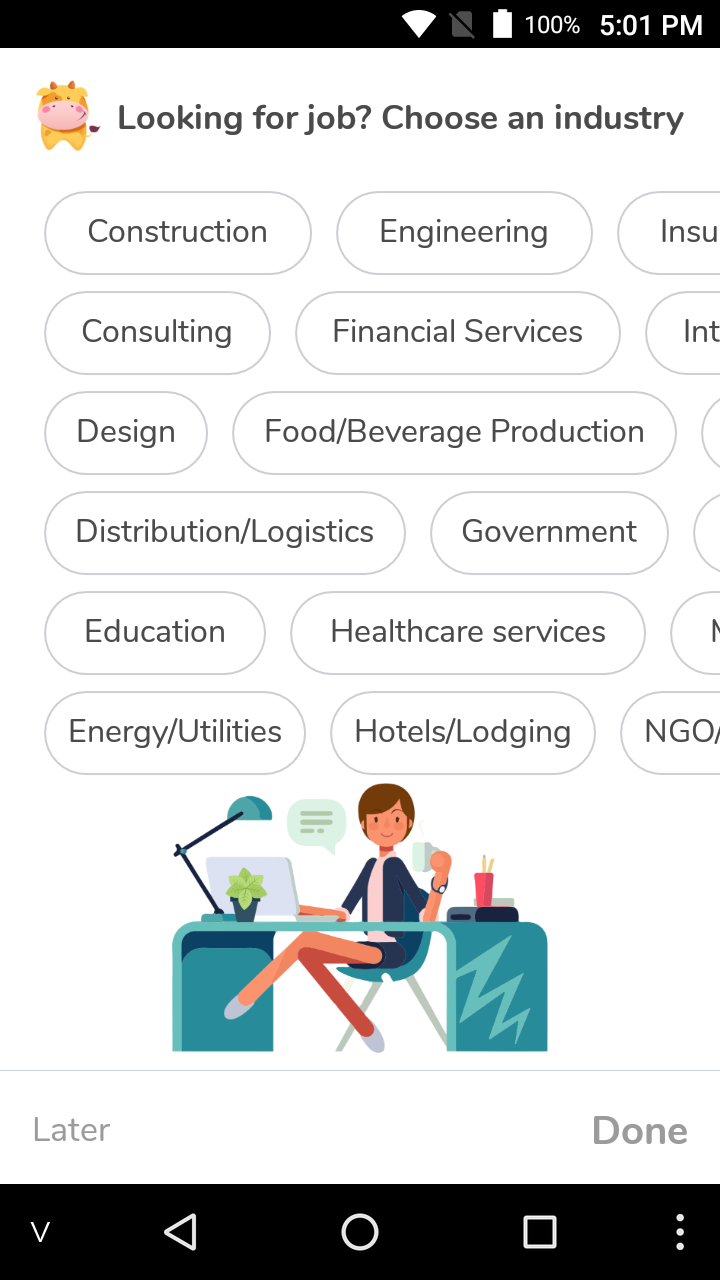 100% 5:01 PM
Looking for job? Choose an industry
Construction Engineering Insu
Consulting Financial Services Int
Design Food/Beverage Production
Distribution/Logistics Government
Education Healthcare services
Energy/Utilities Hotels/Lodging NGO/
Later Done